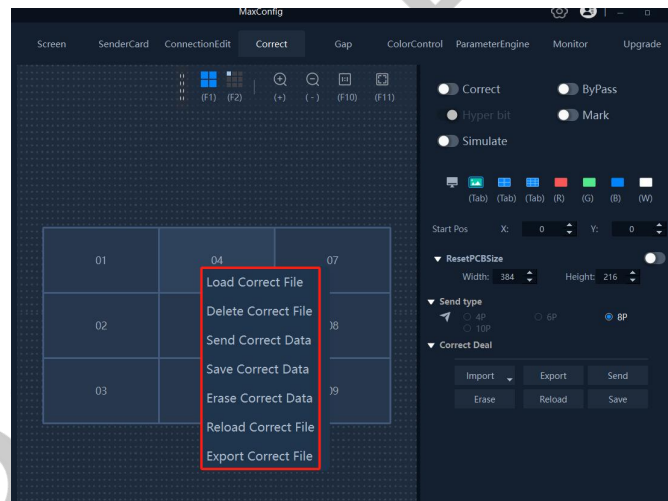 MaxConfig
Screen SenderCard ConnectionEdit Correct Gap ColorControl ParameterEngine Monitor Upgrade
(F1) (F2) (+) (-) (F10) (F11)
Correct ByPass
Hyper bit Mark
Simulate
(Tab) (Tab) (Tab) (R) (G) (B) (W)
Start Pos X: 0 Y: 0
ResetPCBSize
Width: 384 Height: 216
Send type
4P 6P 8P
10P
Correct Deal
Import Export Send
Erase Reload Save
01 04 07
02 08
03 09
Load Correct File
Delete Correct File
Send Correct Data
Save Correct Data
Erase Correct Data
Reload Correct File
Export Correct File